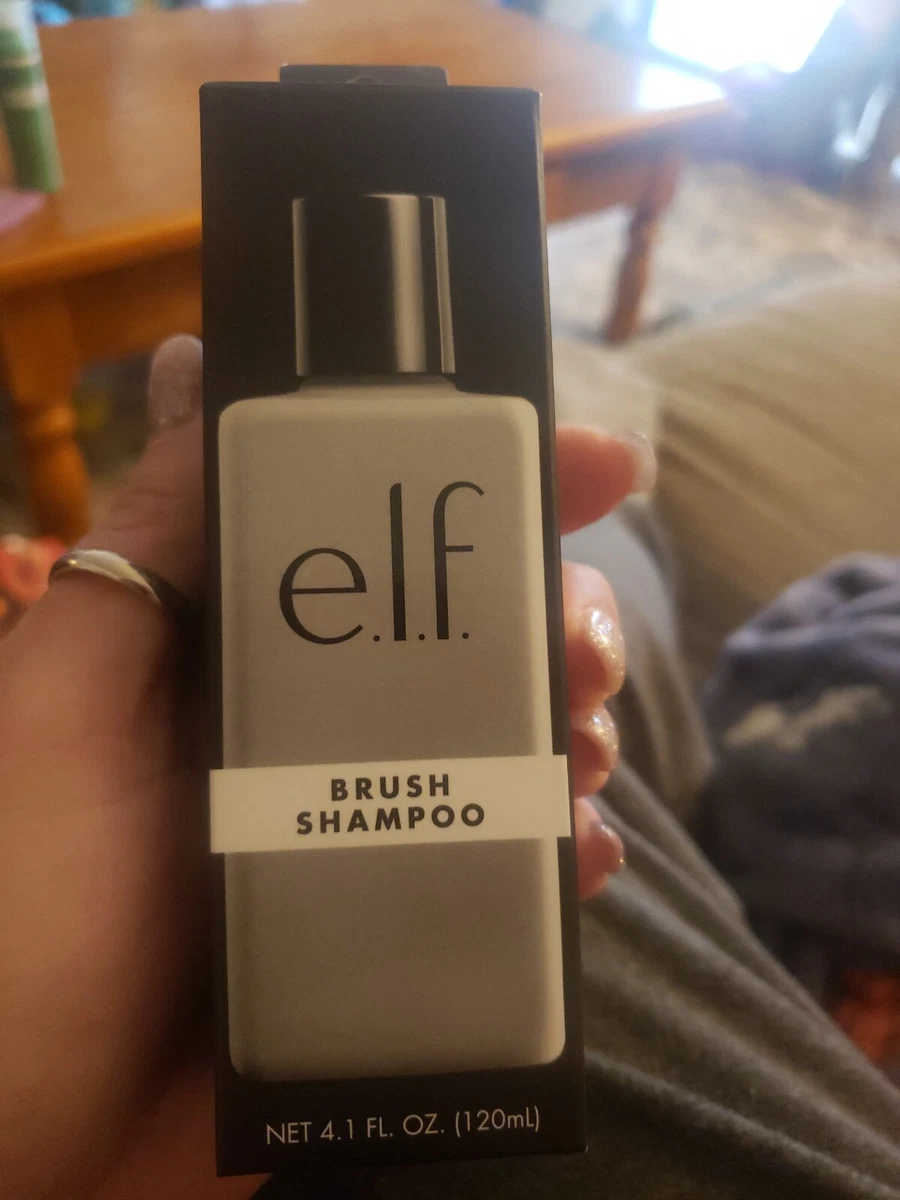 e.l.f.
BRUSH
SHAMPOO
NET 4.1 FL. OZ. (120mL)